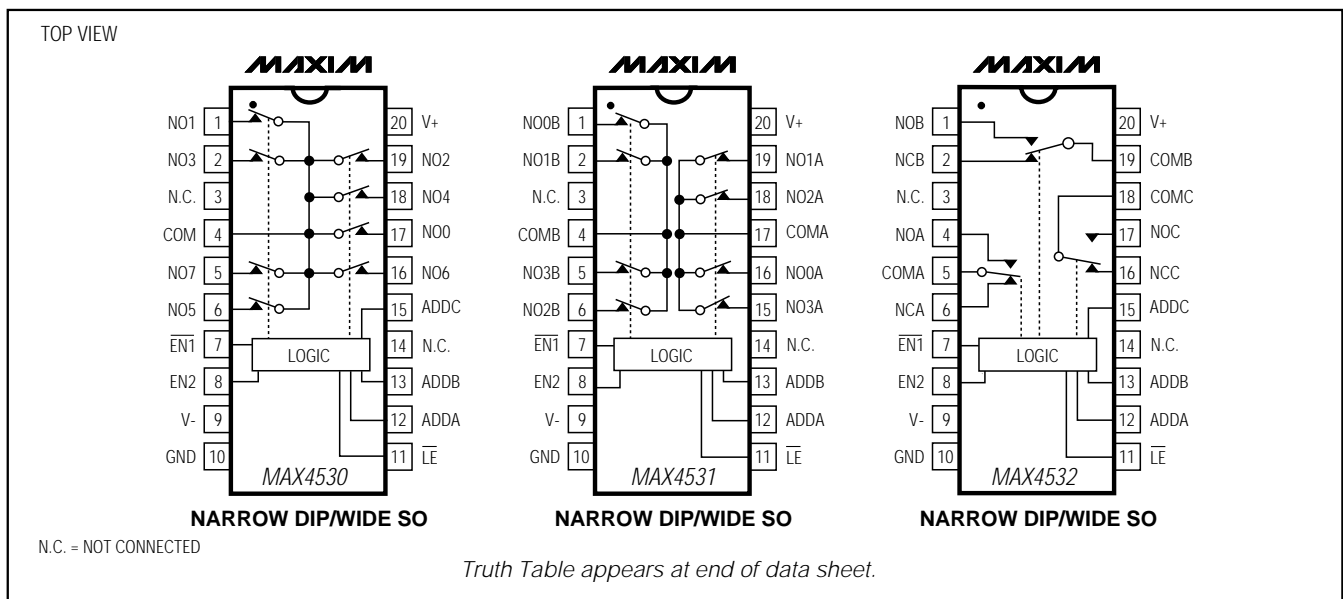 TOP VIEW
MAXIM MAXIM MAXIM
NO1 1 20 V+ NO0B 1 20 V+ NOB 1 20 V+
NO3 2 19 NO2 NO1B 2 19 NO1A NCB 2 19 COMB
N.C. 3 18 NO4 N.C. 3 18 NO2A N.C. 3 18 COMC
COM 4 17 NO0 COMB 4 17 COMA NOA 4 17 NOC
NO7 5 16 NO6 NO3B 5 16 NO0A COMA 5 16 NCC
NO5 6 15 ADDC NO2B 6 15 NO3A NCA 6 15 ADDC
EN1 7 LOGIC 14 N.C. EN1 7 LOGIC 14 N.C. EN1 7 LOGIC 14 N.C.
EN2 8 13 ADDB EN2 8 13 ADDB EN2 8 13 ADDB
V- 9 12 ADDA V- 9 12 ADDA V- 9 12 ADDA
GND 10 11 LE GND 10 11 LE GND 10 11 LE
MAX4530 MAX4531 MAX4532
NARROW DIP/WIDE SO NARROW DIP/WIDE SO NARROW DIP/WIDE SO
N.C. = NOT CONNECTED
Truth Table appears at end of data sheet.